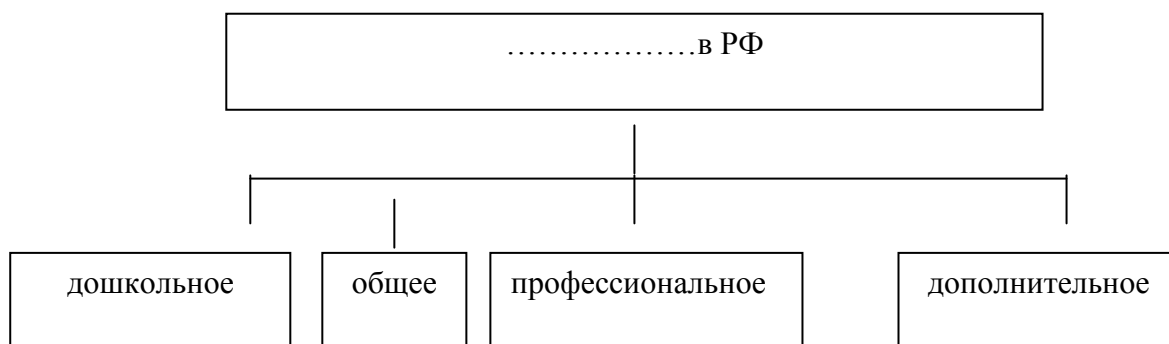 ………………в РФ
дошкольное
общее
профессиональное
дополнительное